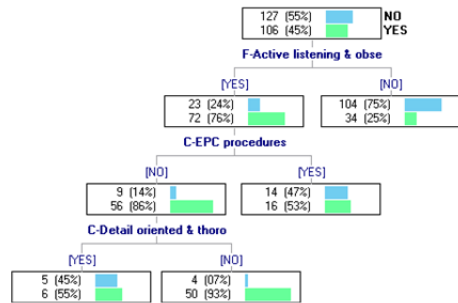 127 (55%) NO
106 (45%) YES
F-Active listening & obse
[YES] [NO]
23 (24%) 104 (75%)
72 (76%) 34 (25%)
C-EPC procedures
[NO] [YES]
9 (14%) 14 (47%)
56 (86%) 16 (53%)
C-Detail oriented & thoro
[YES] [NO]
5 (45%) 4 (07%)
6 (55%) 50 (93%)